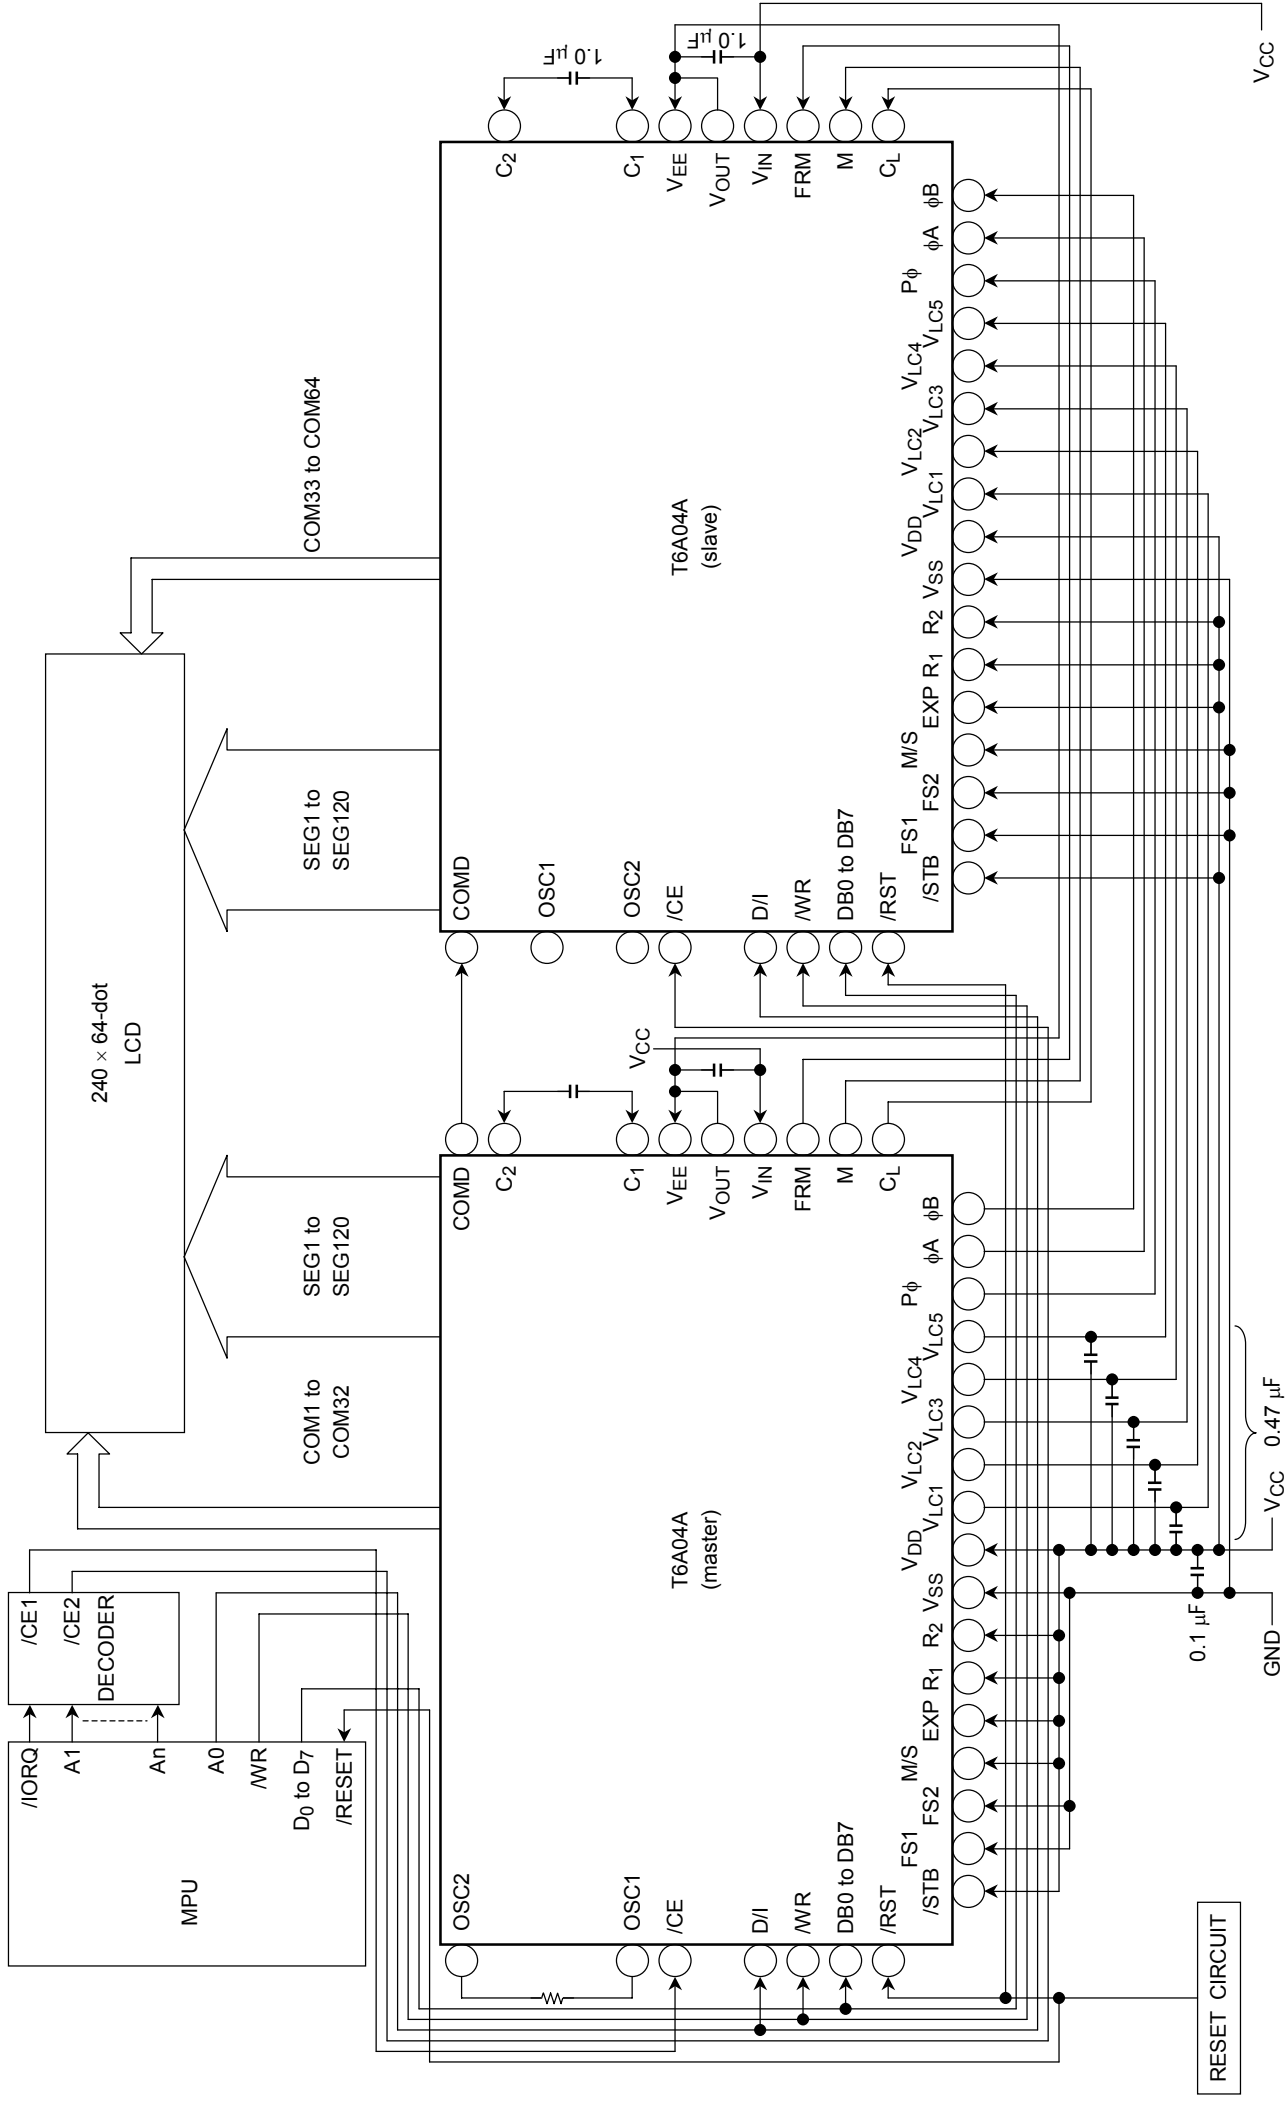 MPU
/IORQ
A1
An
A0
/WR
D0 to D7
/RESET
/CE1
/CE2
DECODER
240 × 64-dot
LCD
COM1 to
COM32
SEG1 to
SEG120
SEG1 to
SEG120
COM33 to COM64
OSC2
OSC1
/CE
D/I
/WR
DB0 to DB7
/RST
T6A04A
(master)
COMD
C2
C1
VEE
VOUT
VIN
FRM
M
CL
/STB
FS1
FS2
M/S
EXP
R1
R2
VSS
VDD
VLC1
VLC2
VLC3
VLC4
VLC5
Pϕ
ϕA
ϕB
VCC
COMD
OSC1
OSC2
/CE
D/I
/WR
DB0 to DB7
/RST
T6A04A
(slave)
C2
C1
VEE
VOUT
VIN
FRM
M
CL
1.0 μF
1.0 μF
/STB
FS1
FS2
M/S
EXP
R1
R2
VSS
VDD
VLC1
VLC2
VLC3
VLC4
VLC5
Pϕ
ϕA
ϕB
RESET CIRCUIT
0.1 μF
GND
VCC
0.47 μF
VCC